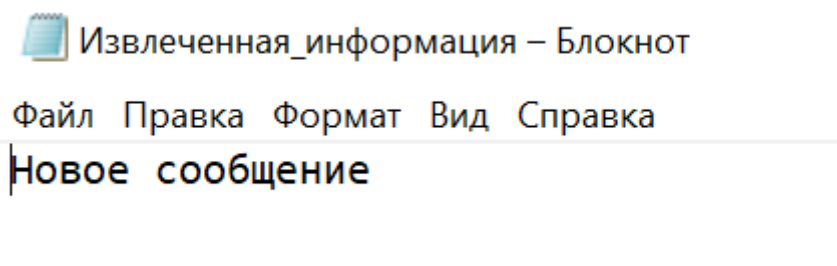 Извлеченная_информация – Блокнот
Файл Правка Формат Вид Справка
Новое сообщение